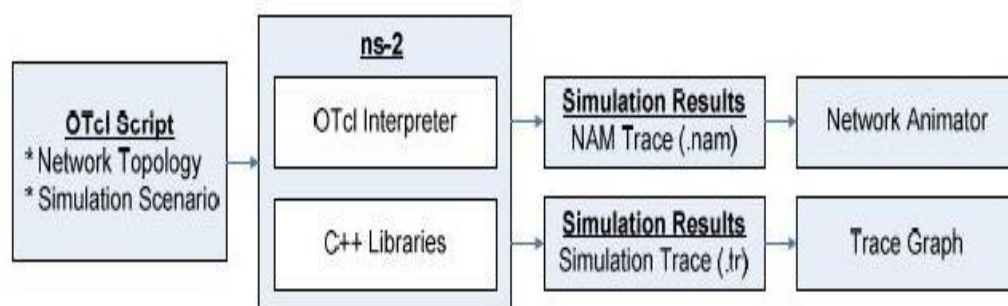 OTcl Script
* Network Topology
* Simulation Scenario
ns-2
OTcl Interpreter
C++ Libraries
Simulation Results
NAM Trace (.nam)
Simulation Results
Simulation Trace (.tr)
Network Animator
Trace Graph